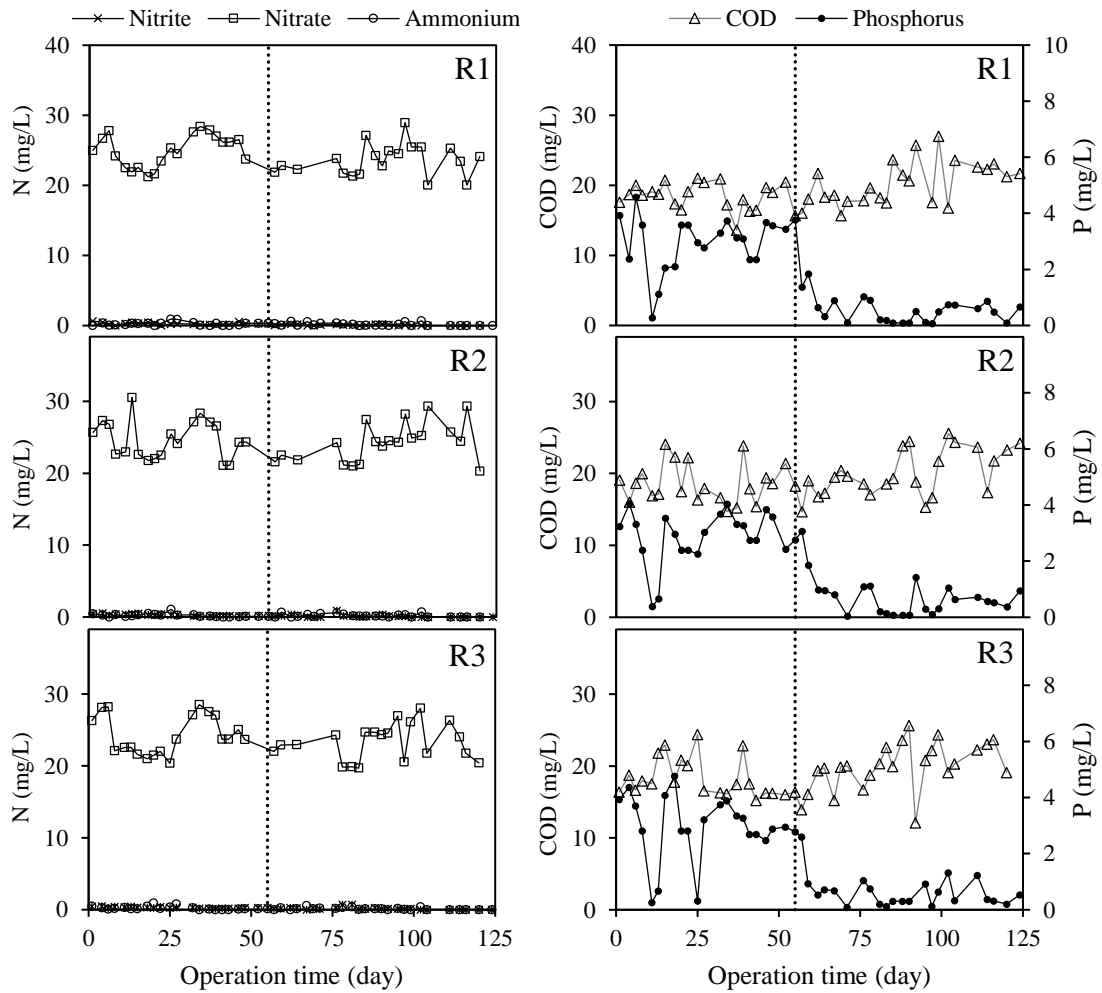 Nitrite Nitrate Ammonium
COD Phosphorus
40
30
20
10
0
N (mg/L)
R1
40
30
20
10
0
COD (mg/L)
R1
10
8
6
4
2
0
P (mg/L)
30
20
10
0
N (mg/L)
R2
30
20
10
0
COD (mg/L)
R2
8
6
4
2
0
P (mg/L)
30
20
10
0
N (mg/L)
R3
0 25 50 75 100 125
Operation time (day)
30
20
10
0
COD (mg/L)
R3
8
6
4
2
0
P (mg/L)
0 25 50 75 100 125
Operation time (day)